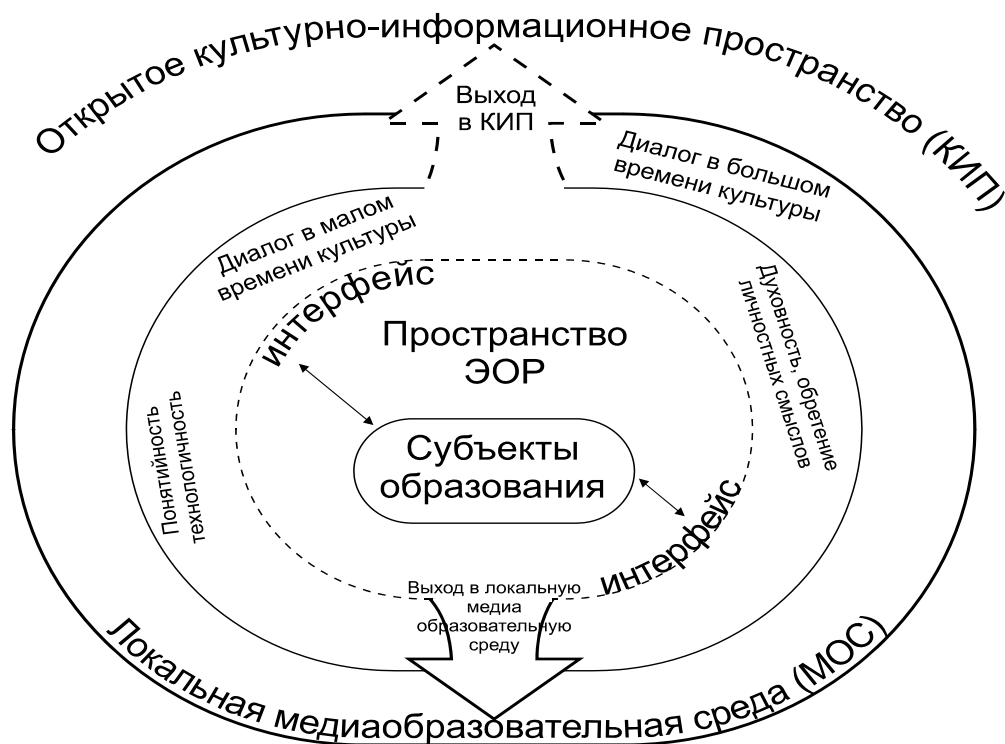 Открытое культурно-информационное пространство (КИП)
Выход
в КИП
Диалог в большом
времени культуры
Диалог в малом
времени культуры
интерфейс
Пространство
ЭОР
Духовность, обретение
личностных смыслов
Понятийность
технологичность
Субъекты
образования
интерфейс
Выход в локальную
медиа
образовательную
среду
Локальная медиаобразовательная среда (МОС)